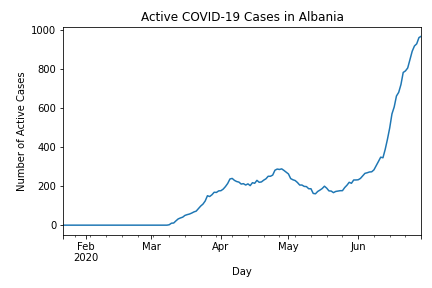 Active COVID-19 Cases in Albania
Number of Active Cases
1000
800
600
400
200
0
Feb
2020
Mar
Apr
May
Jun
Day